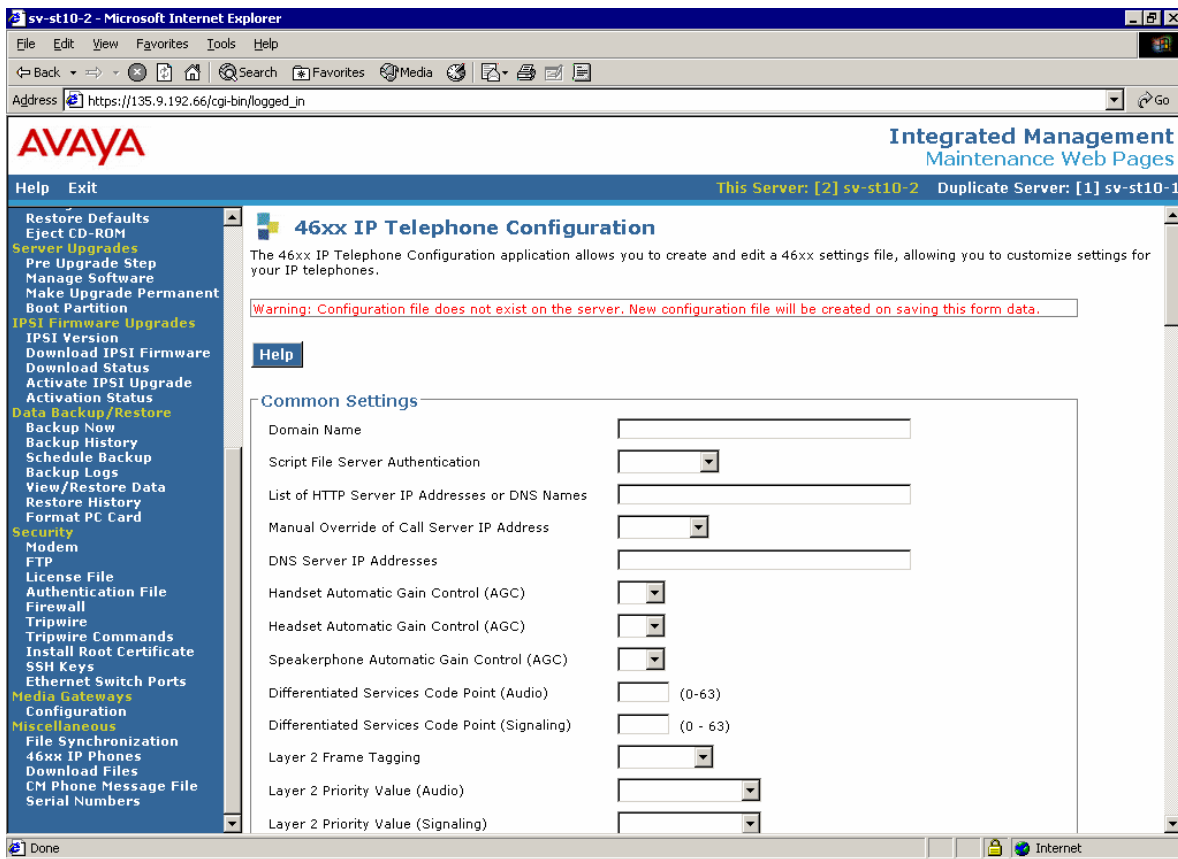 sv-st10-2 - Microsoft Internet Explorer
File Edit View Favorites Tools Help
Back Search Favorites Media
Address https://135.9.192.66/cgi-bin/logged_in Go
AVAYA
Integrated Management
Maintenance Web Pages
Help Exit This Server: [2] sv-st10-2 Duplicate Server: [1] sv-st10-1
Restore Defaults
Eject CD-ROM
Server Upgrades
Pre Upgrade Step
Manage Software
Make Upgrade Permanent
Boot Partition
IPSI Firmware Upgrades
IPSI Version
Download IPSI Firmware
Download Status
Activate IPSI Upgrade
Activation Status
Data Backup/Restore
Backup Now
Backup History
Schedule Backup
Backup Logs
View/Restore Data
Restore History
Format PC Card
Security
Modem
FTP
License File
Authentication File
Firewall
Tripwire
Tripwire Commands
Install Root Certificate
SSH Keys
Ethernet Switch Ports
Media Gateways
Configuration
Miscellaneous
File Synchronization
46xx IP Phones
Download Files
CM Phone Message File
Serial Numbers
46xx IP Telephone Configuration
The 46xx IP Telephone Configuration application allows you to create and edit a 46xx settings file, allowing you to customize settings for
your IP telephones.
Warning: Configuration file does not exist on the server. New configuration file will be created on saving this form data.
Help
Common Settings
Domain Name
Script File Server Authentication
List of HTTP Server IP Addresses or DNS Names
Manual Override of Call Server IP Address
DNS Server IP Addresses
Handset Automatic Gain Control (AGC)
Headset Automatic Gain Control (AGC)
Speakerphone Automatic Gain Control (AGC)
Differentiated Services Code Point (Audio) (0-63)
Differentiated Services Code Point (Signaling) (0 - 63)
Layer 2 Frame Tagging
Layer 2 Priority Value (Audio)
Layer 2 Priority Value (Signaling)
Done Internet